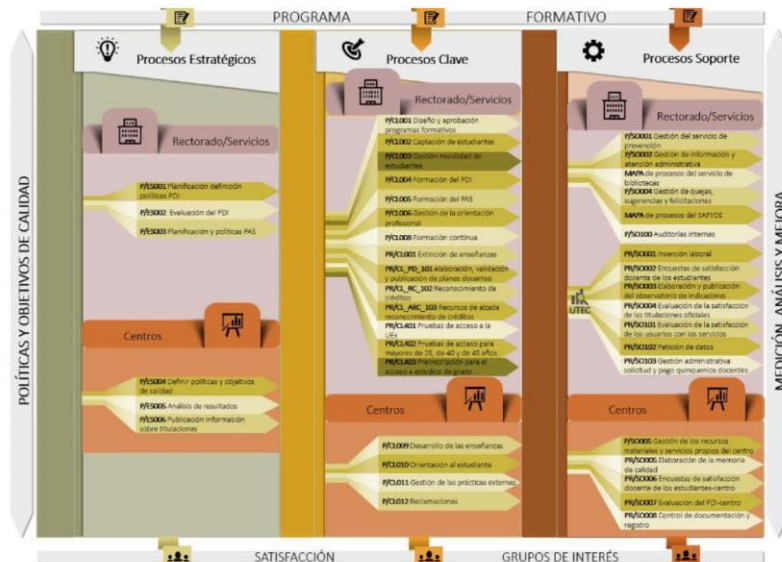 PROGRAMA FORMATIVO
POLÍTICAS Y OBJETIVOS DE CALIDAD
Procesos Estratégicos
Rectorado/Servicios
P/ES001 Planificación definición
políticas PDI
P/ES002 Evaluación del PDI
P/ES003 Planificación y políticas PAS
Centros
P/ES004 Definir políticas y objetivos
de calidad
P/ES005 Análisis de resultados
P/ES006 Publicación información
sobre titulaciones
Procesos Clave
Rectorado/Servicios
P/CL001 Diseño y aprobación
programas formativos
P/CL002 Captación de estudiantes
P/CL003 Gestión movilidad de
estudiantes
P/CL004 Formación del PDI
P/CL005 Formación del PAS
P/CL006 Gestión de la orientación
profesional
P/CL008 Formación continua
PR/CL001 Extinción de enseñanzas
PR/CL_PD_101 elaboración, validación
y publicación de planes docentes
PR/CL_RC_102 Reconocimiento de
créditos
PR/CL_ARC_103 Recursos de alzada
reconocimiento de créditos
PR/CL401 Pruebas de acceso a la
UEx
PR/CL402 Pruebas de acceso para
mayores de 25, de 40 y de 45 años
PR/CL403 Preinscripción para el
acceso a estudios de grado
Centros
P/CL009 Desarrollo de las enseñanzas
P/CL010 Orientación al estudiante
P/CL011 Gestión de las prácticas externas
P/CL012 Reclamaciones
Procesos Soporte
Rectorado/Servicios
P/SO001 Gestión del servicio de
prevención
P/SO002 Gestión de información y
atención administrativa
MAPA de procesos del servicio de
bibliotecas
P/SO004 Gestión de quejas,
sugerencias y felicitaciones
MAPA de procesos del SAFYDE
P/SO100 Auditorías internas
PR/SO001 Inserción laboral
PR/SO002 Encuestas de satisfacción
docente de los estudiantes
PR/SO003 Elaboración y publicación
del observatorio de indicadores
PR/SO004 Evaluación de la satisfacción
de las titulaciones oficiales
PR/SO101 Evaluación de la satisfacción
de los usuarios con los servicios
PR/SO102 Petición de datos
PR/SO103 Gestión administrativa
solicitud y pago quinquenios docentes
UTEC
Centros
P/SO005 Gestión de los recursos
materiales y servicios propios del centro
PR/SO005 Elaboración de la memoria
de calidad
PR/SO006 Encuestas de satisfacción
docente de los estudiantes-centro
PR/SO007 Evaluación del PDI-centro
PR/SO008 Control de documentación y
registro
MEDICIÓN, ANÁLISIS Y MEJORA
SATISFACCIÓN GRUPOS DE INTERÉS